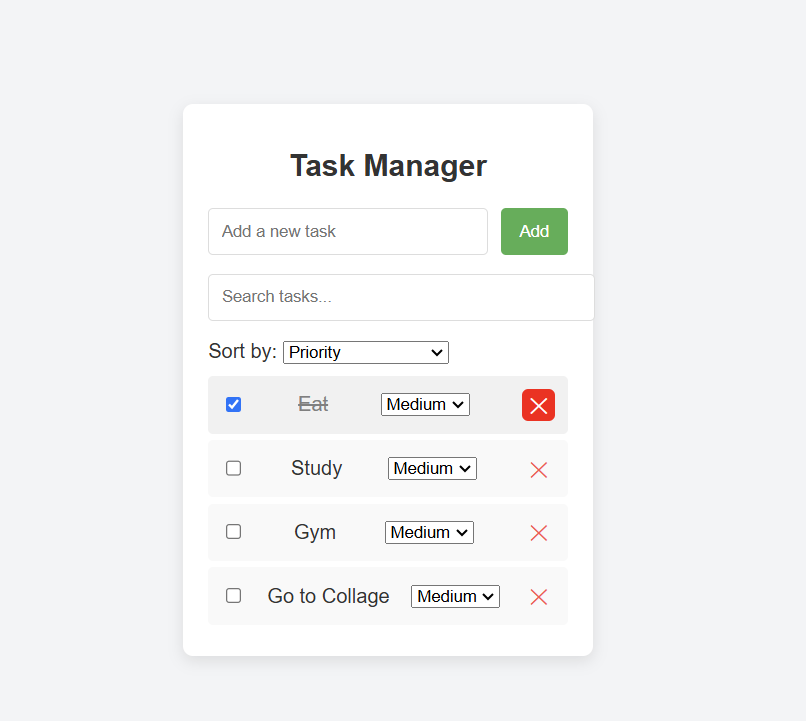 Task Manager
Add a new task Add
Search tasks...
Sort by: Priority
Eat Medium
Study Medium
Gym Medium
Go to Collage Medium